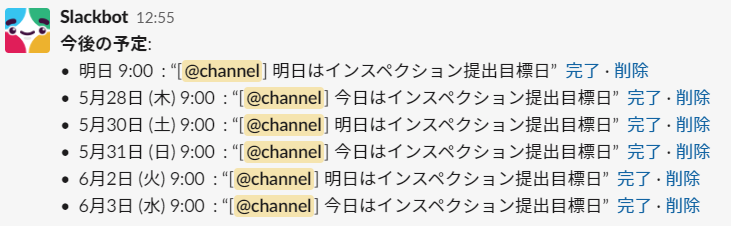 Slackbot 12:55
今後の予定:
• 明日 9:00 : “[@channel] 明日はインスペクション提出目標日” 完了 · 削除
• 5月28日 (木) 9:00 : “[@channel] 今日はインスペクション提出目標日” 完了 · 削除
• 5月30日 (土) 9:00 : “[@channel] 明日はインスペクション提出目標日” 完了 · 削除
• 5月31日 (日) 9:00 : “[@channel] 今日はインスペクション提出目標日” 完了 · 削除
• 6月2日 (火) 9:00 : “[@channel] 明日はインスペクション提出目標日” 完了 · 削除
• 6月3日 (水) 9:00 : “[@channel] 今日はインスペクション提出目標日” 完了 · 削除